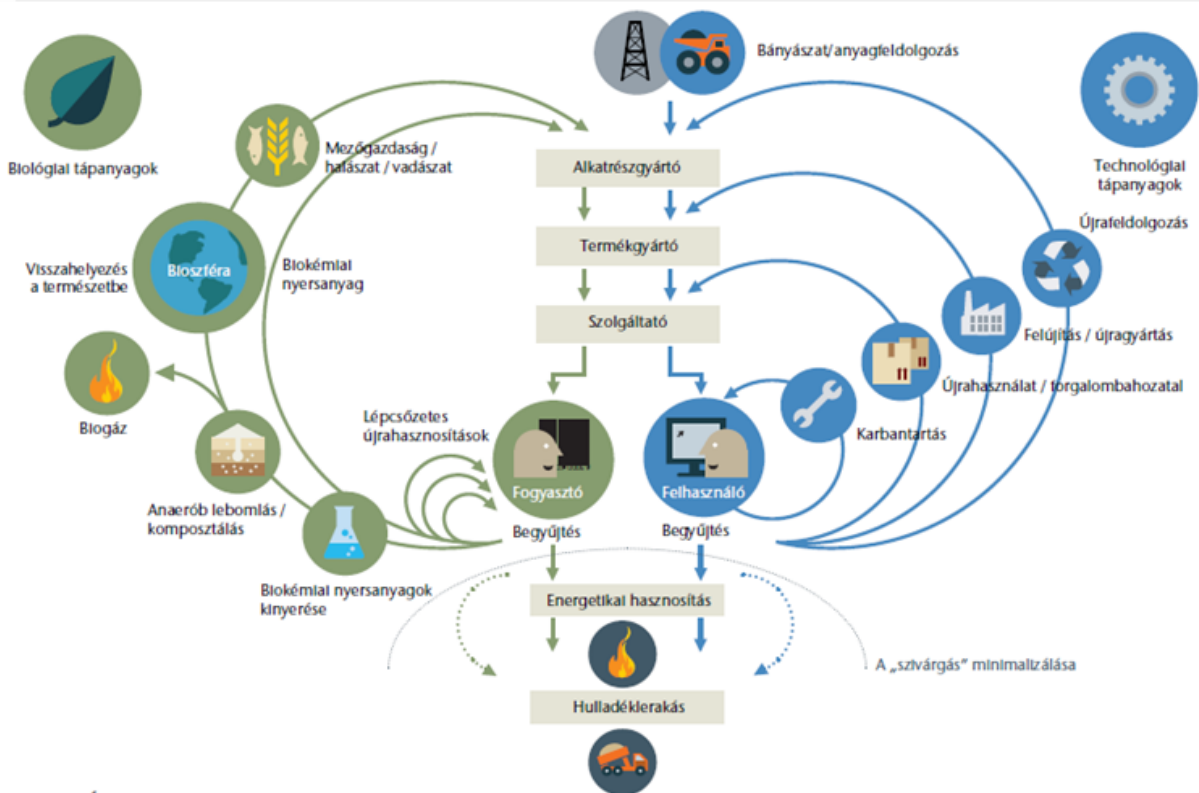 Bányászat/anyagfeldolgozás
Biológiai tápanyagok
Mezőgazdaság /
halászat / vadászat
Alkatrészgyártó
Technológiai
tápanyagok
Újrafeldolgozás
Termékgyártó
Visszahelyezés
a természetbe
Bioszféra
Biokémiai
nyersanyag
Szolgáltató
Felújítás / újragyártás
Újrahasználat / forgalombahozatal
Biogáz
Lépcsőzetes
újrahasznosítások
Karbantartás
Fogyasztó
Felhasználó
Anaerób lebomlás /
komposztálás
Begyűjtés
Begyűjtés
Biokémiai nyersanyagok
kinyerése
Energetikai hasznosítás
A „szivárgás” minimalizálása
Hulladéklerakás